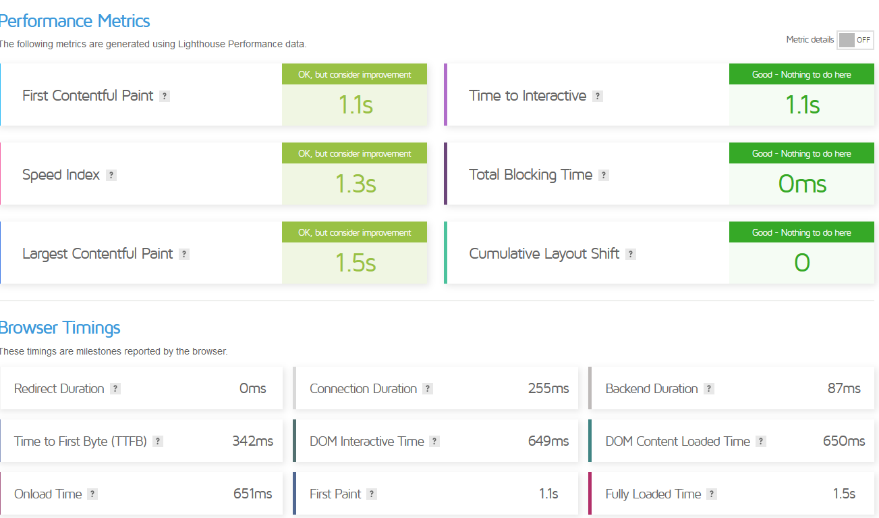 Performance Metrics
The following metrics are generated using Lighthouse Performance data.
Metric details OFF
First Contentful Paint ?
OK, but consider improvement
1.1s
Time to Interactive ?
Good - Nothing to do here
1.1s
Speed Index ?
OK, but consider improvement
1.3s
Total Blocking Time ?
Good - Nothing to do here
0ms
Largest Contentful Paint ?
OK, but consider improvement
1.5s
Cumulative Layout Shift ?
Good - Nothing to do here
0
Browser Timings
These timings are milestones reported by the browser.
Redirect Duration ? 0ms
Connection Duration ? 255ms
Backend Duration ? 87ms
Time to First Byte (TTFB) ? 342ms
DOM Interactive Time ? 649ms
DOM Content Loaded Time ? 650ms
Onload Time ? 651ms
First Paint ? 1.1s
Fully Loaded Time ? 1.5s